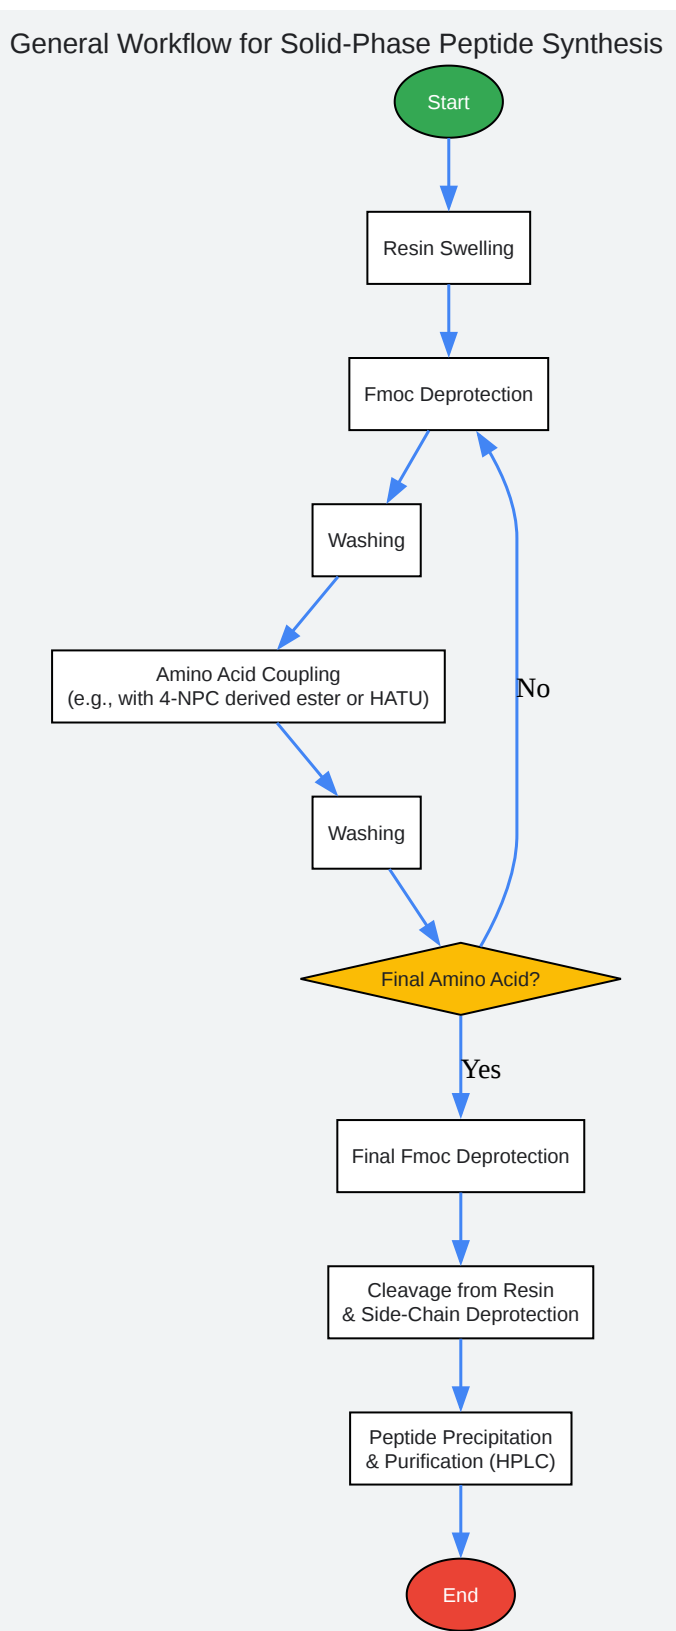 General Workflow for Solid-Phase Peptide Synthesis
Start
Resin Swelling
Fmoc Deprotection
Washing
Amino Acid Coupling
(e.g., with 4-NPC derived ester or HATU)
No
Washing
Final Amino Acid?
Yes
Final Fmoc Deprotection
Cleavage from Resin
& Side-Chain Deprotection
Peptide Precipitation
& Purification (HPLC)
End